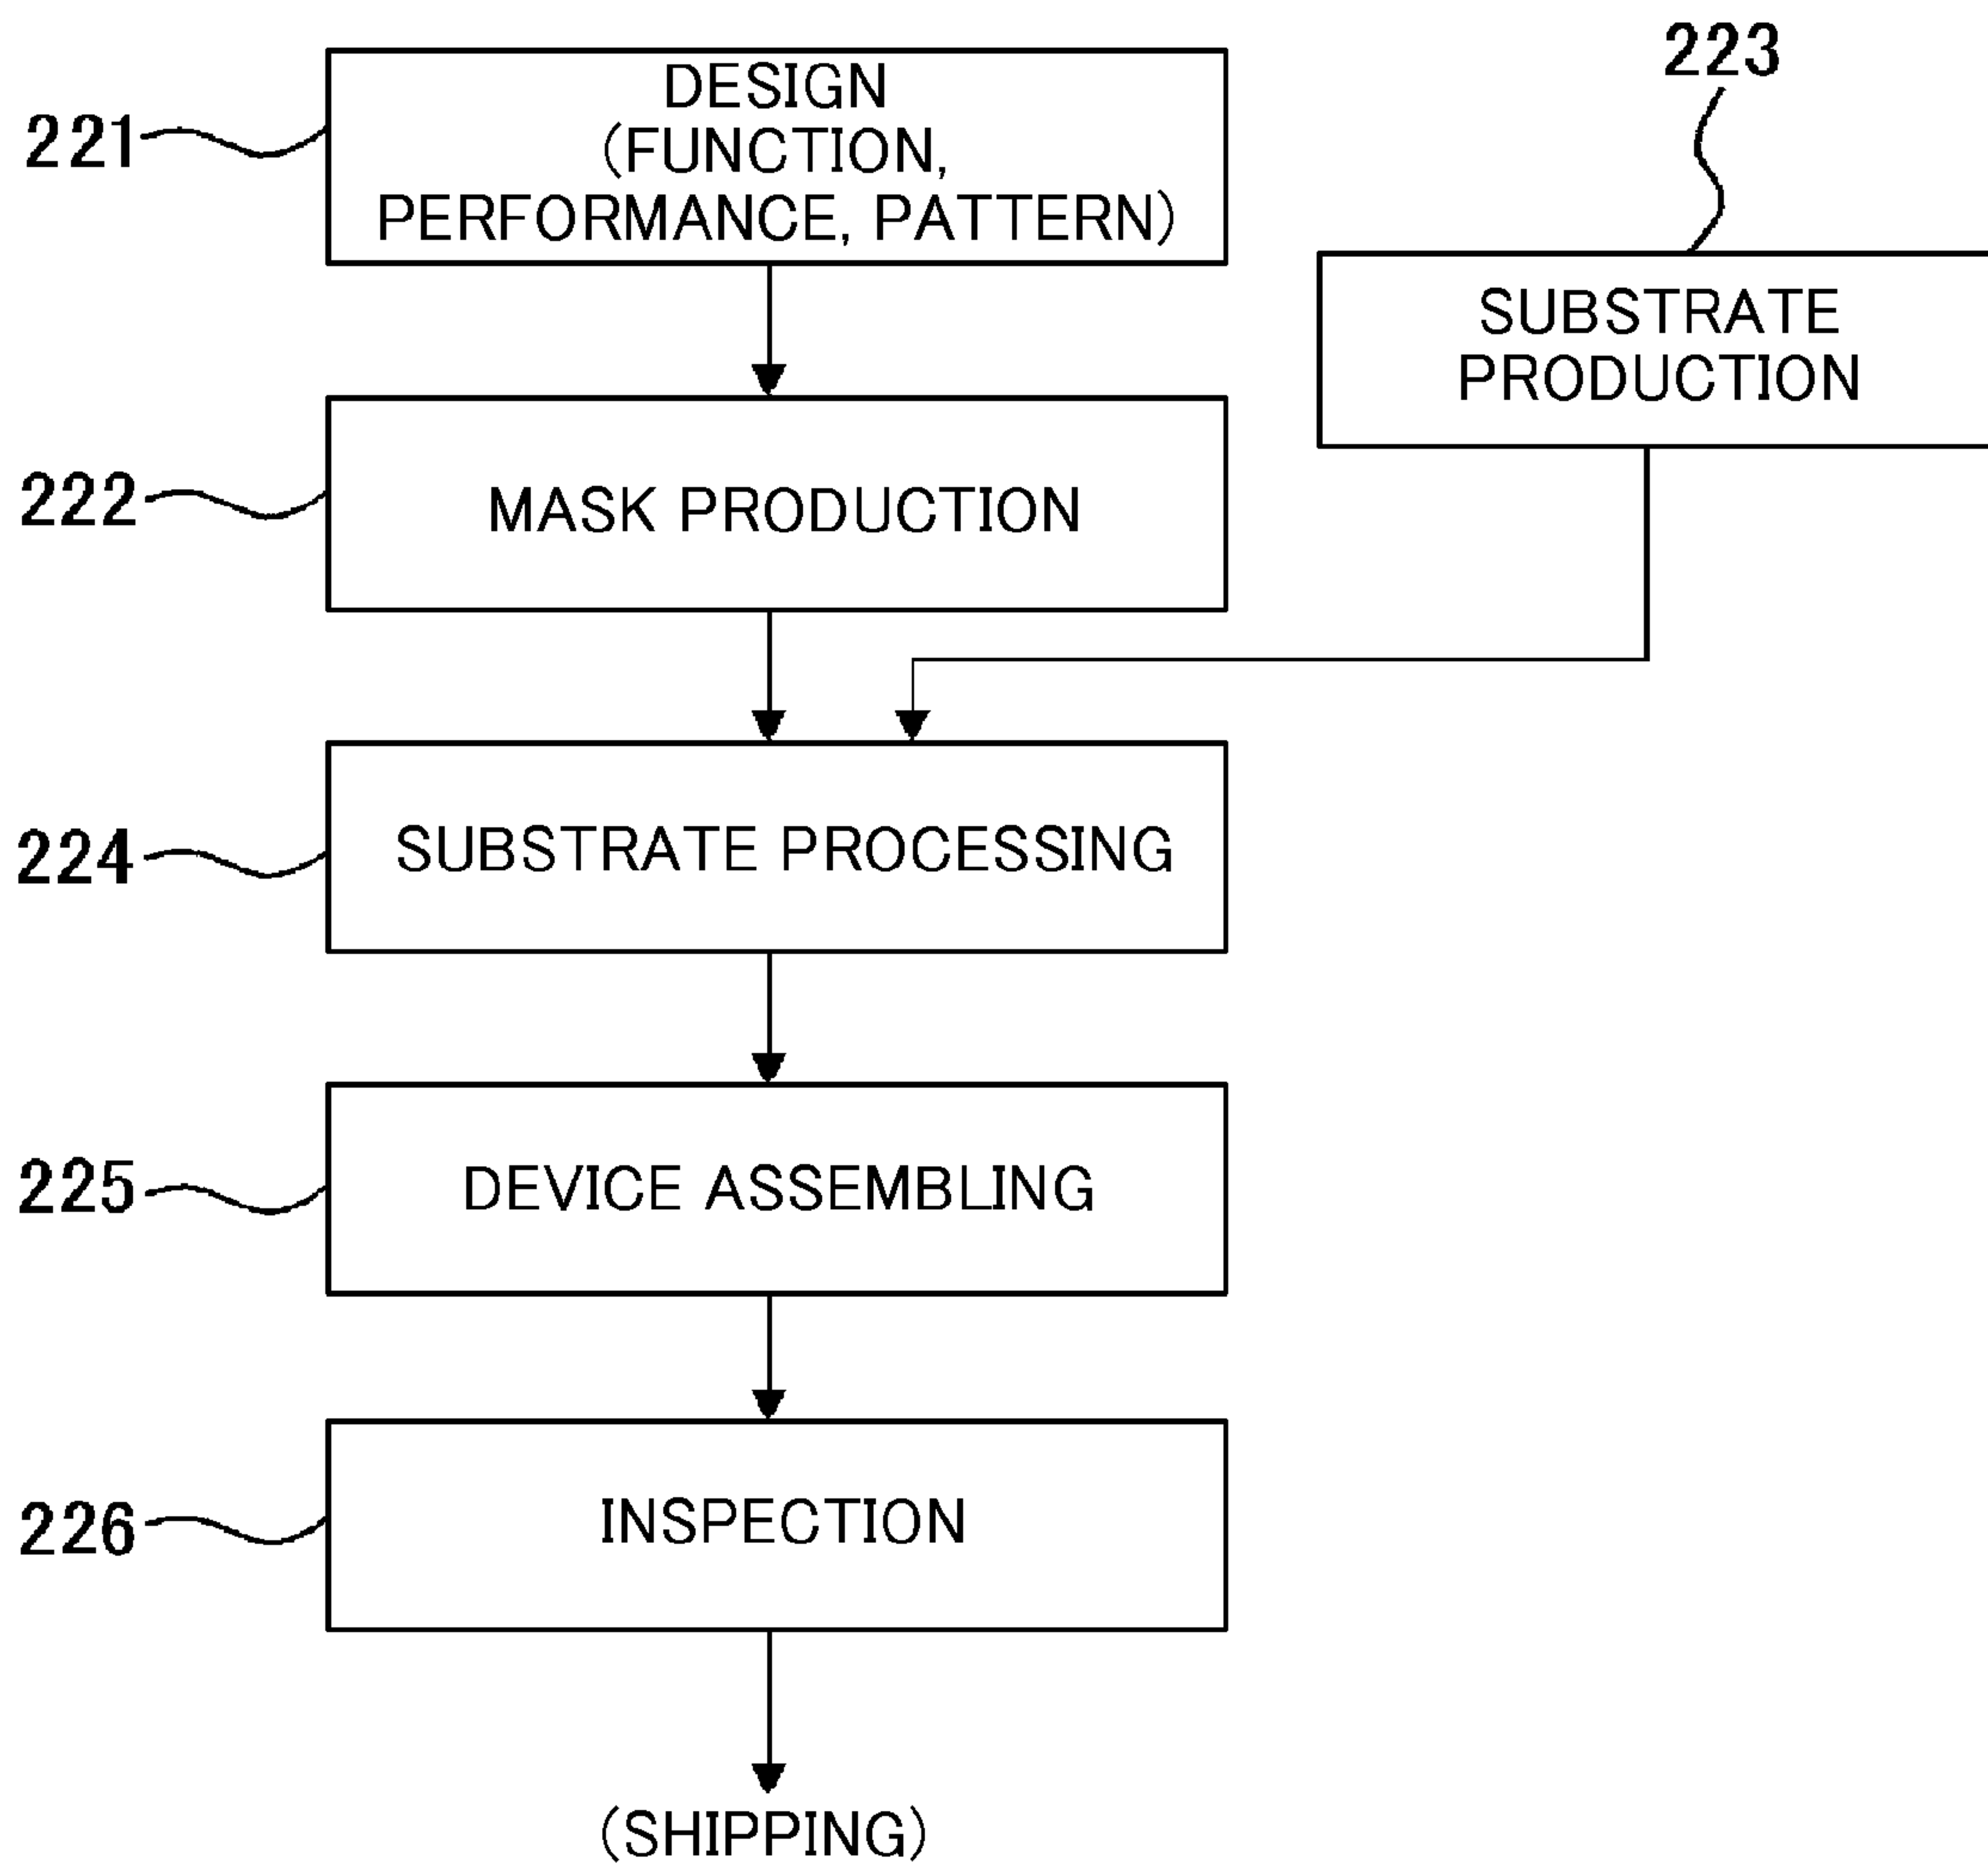 223
221
DESIGN
(FUNCTION,
PERFORMANCE, PATTERN)
SUBSTRATE
PRODUCTION
222
MASK PRODUCTION
224
SUBSTRATE PROCESSING
225
DEVICE ASSEMBLING
226
INSPECTION
(SHIPPING)